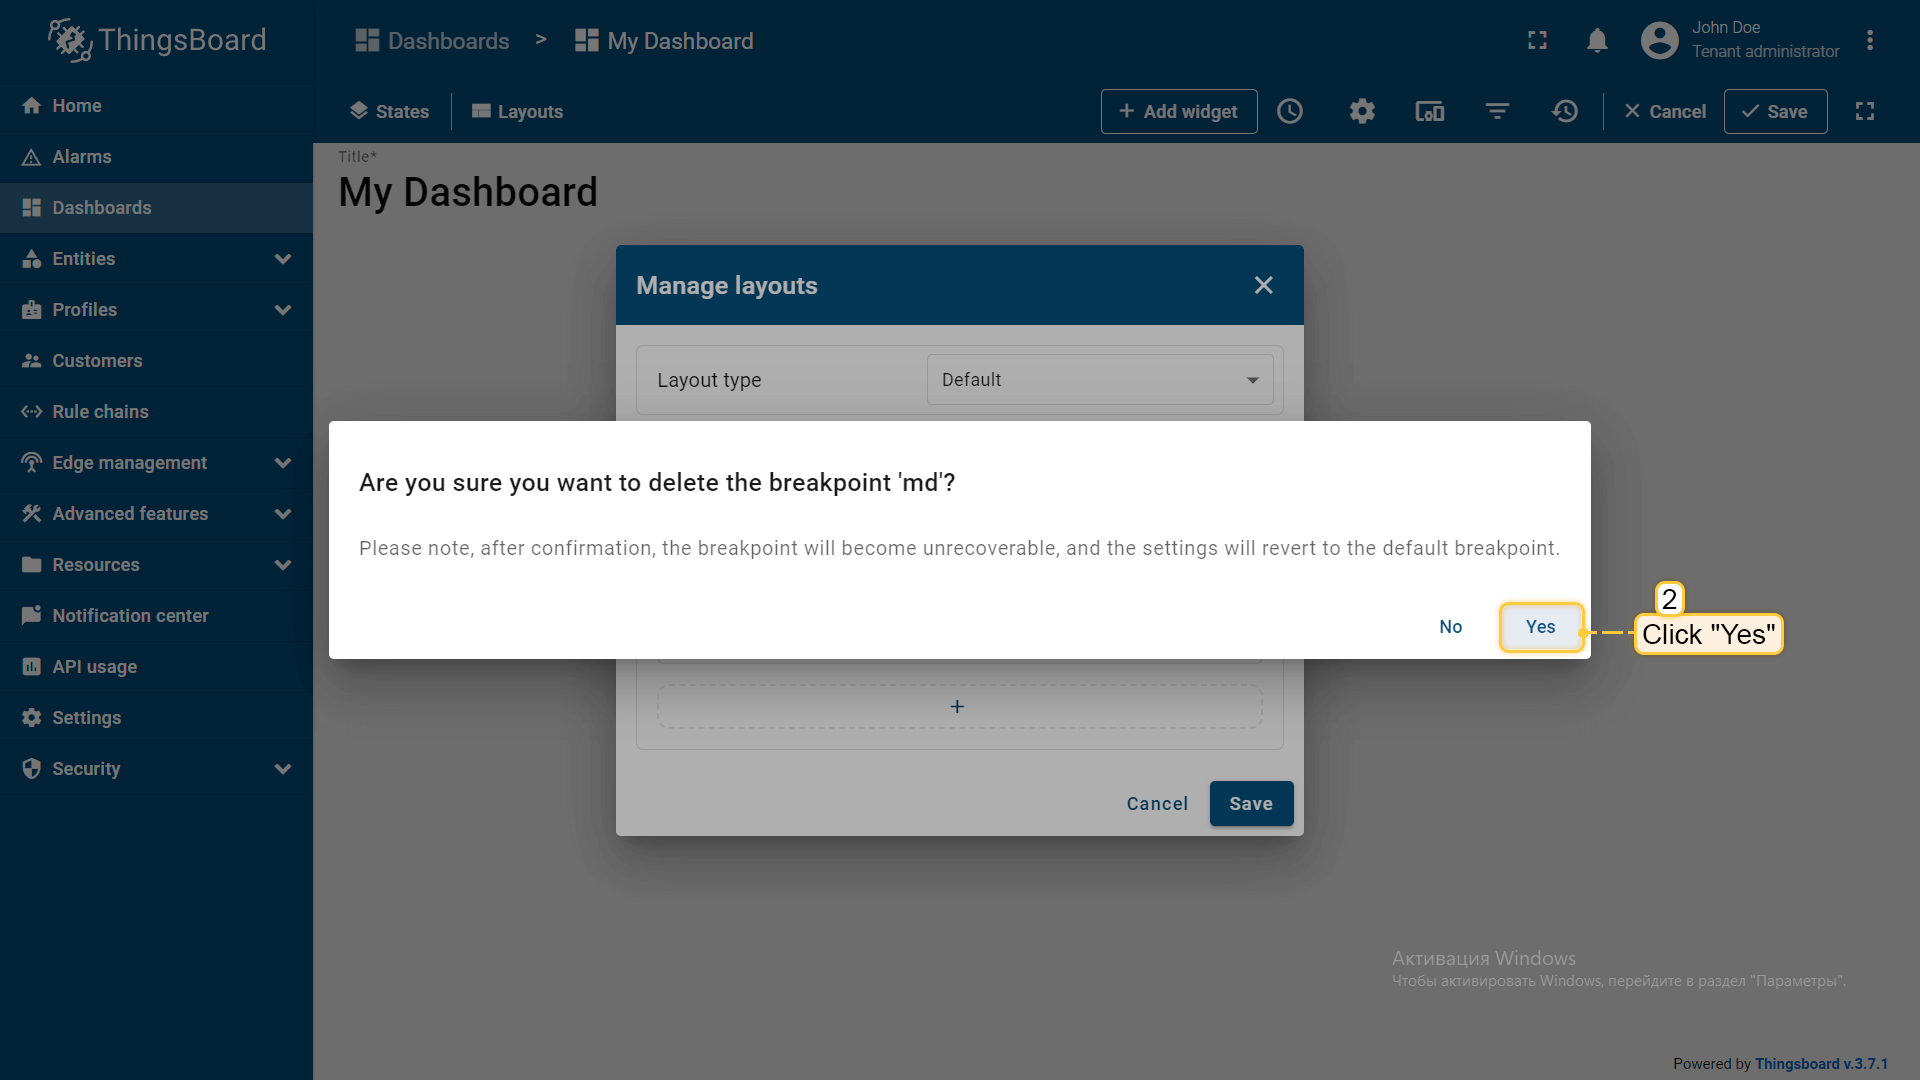 ThingsBoard
Dashboards > My Dashboard
John Doe
Tenant administrator
Home
Alarms
Dashboards
Entities
Profiles
Customers
Rule chains
Edge management
Advanced features
Resources
Notification center
API usage
Settings
Security
States
Layouts
+ Add widget
Cancel
Save
Title*
My Dashboard
Manage layouts
Layout type
Default
Are you sure you want to delete the breakpoint 'md'?
Please note, after confirmation, the breakpoint will become unrecoverable, and the settings will revert to the default breakpoint.
No
Yes
2
Click "Yes"
+
Cancel
Save
Активация Windows
Чтобы активировать Windows, перейдите в раздел "Параметры".
Powered by Thingsboard v.3.7.1